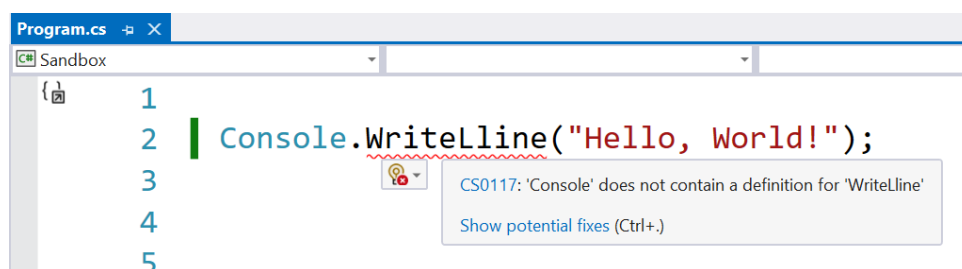 Program.cs
C# Sandbox
1
2 Console.WriteLline("Hello, World!");
3
CS0117: 'Console' does not contain a definition for 'WriteLline'
Show potential fixes (Ctrl+.)
4
5